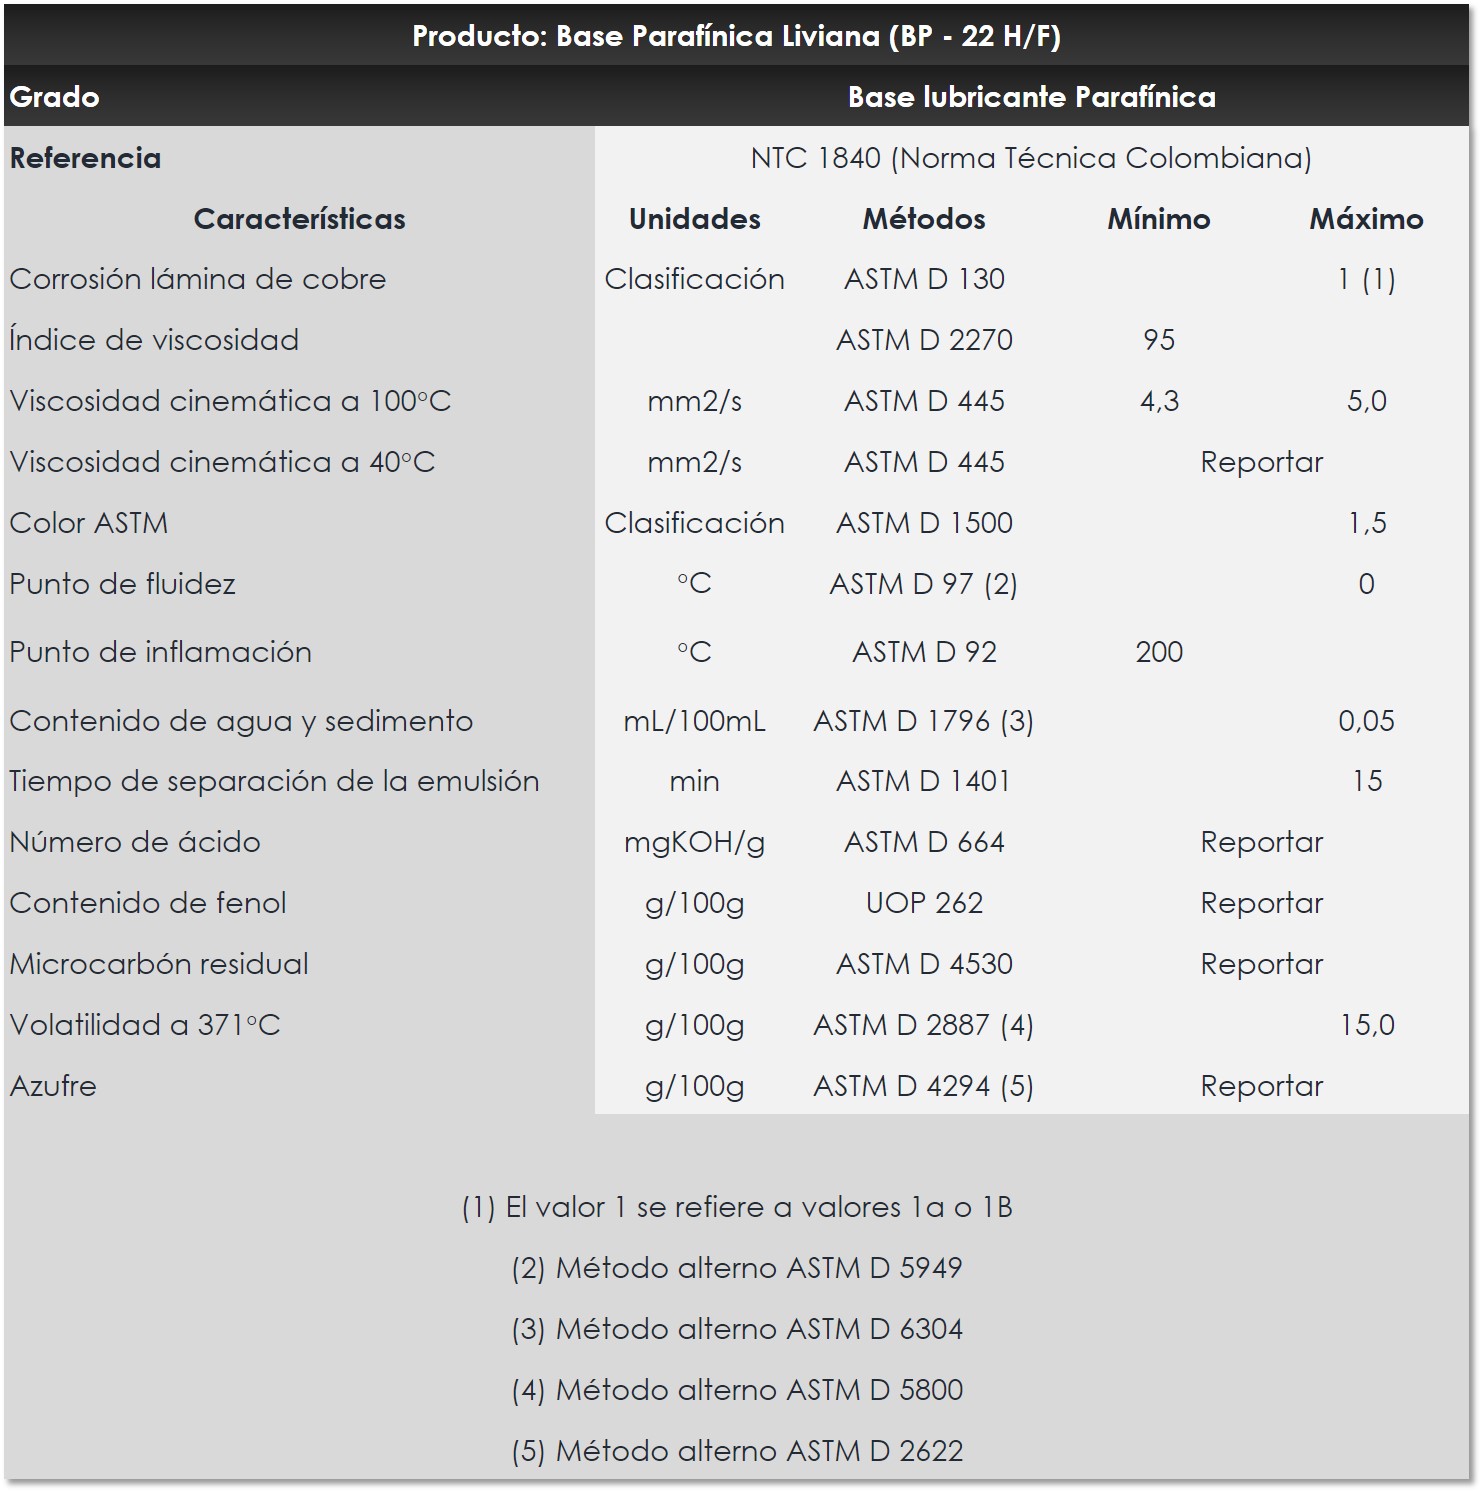 Producto: Base Parafínica Liviana (BP - 22 H/F)
Grado Base lubricante Parafínica
Referencia NTC 1840 (Norma Técnica Colombiana)
Características Unidades Métodos Mínimo Máximo
Corrosión lámina de cobre Clasificación ASTM D 130 1 (1)
Índice de viscosidad ASTM D 2270 95
Viscosidad cinemática a 100°C mm2/s ASTM D 445 4,3 5,0
Viscosidad cinemática a 40°C mm2/s ASTM D 445 Reportar
Color ASTM Clasificación ASTM D 1500 1,5
Punto de fluidez °C ASTM D 97 (2) 0
Punto de inflamación °C ASTM D 92 200
Contenido de agua y sedimento mL/100mL ASTM D 1796 (3) 0,05
Tiempo de separación de la emulsión min ASTM D 1401 15
Número de ácido mgKOH/g ASTM D 664 Reportar
Contenido de fenol g/100g UOP 262 Reportar
Microcarbón residual g/100g ASTM D 4530 Reportar
Volatilidad a 371°C g/100g ASTM D 2887 (4) 15,0
Azufre g/100g ASTM D 4294 (5) Reportar
(1) El valor 1 se refiere a valores 1a o 1B
(2) Método alterno ASTM D 5949
(3) Método alterno ASTM D 6304
(4) Método alterno ASTM D 5800
(5) Método alterno ASTM D 2622